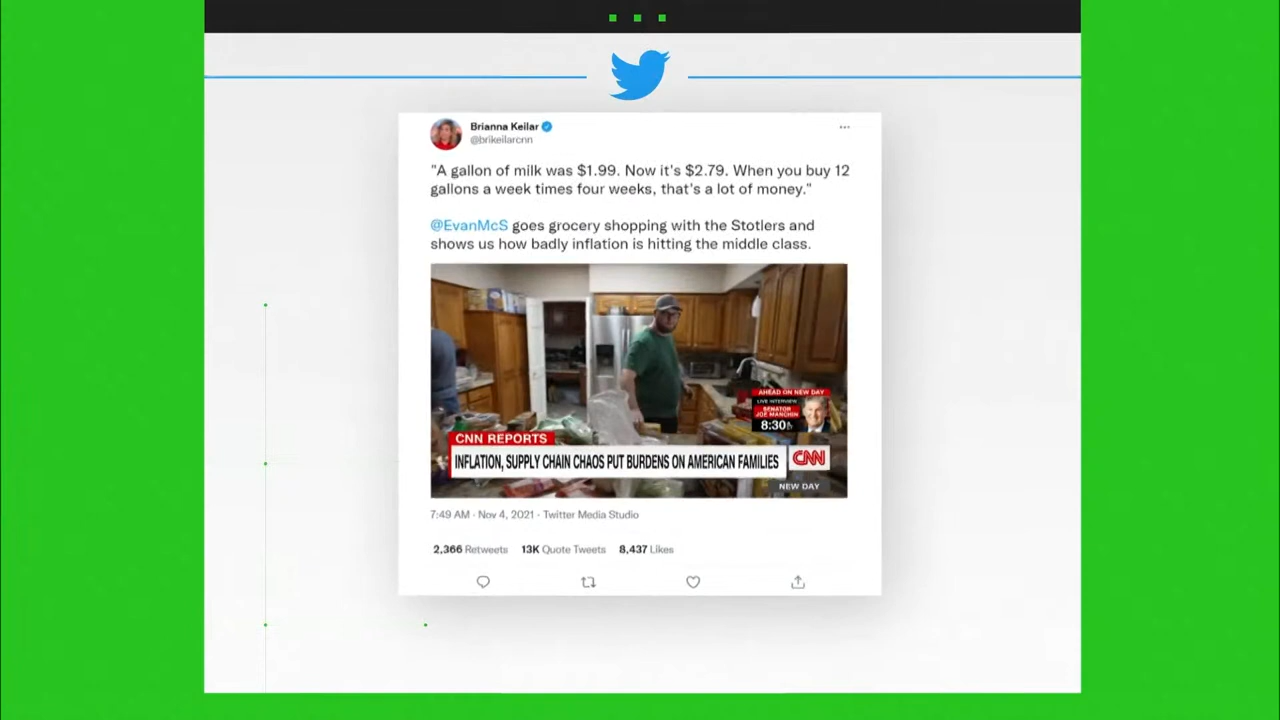 Brianna Keilar
@brikeilarcnn
"A gallon of milk was $1.99. Now it's $2.79. When you buy 12
gallons a week times four weeks, that's a lot of money."
@EvanMcS goes grocery shopping with the Stotlers and
shows us how badly inflation is hitting the middle class.
AHEAD ON NEW DAY
LIVE INTERVIEW
SENATOR
JOE MANCHIN
8:30
CNN REPORTS
INFLATION, SUPPLY CHAIN CHAOS PUT BURDENS ON AMERICAN FAMILIES
CNN
NEW DAY
7:49 AM · Nov 4, 2021 · Twitter Media Studio
2,366 Retweets 13K Quote Tweets 8,437 Likes